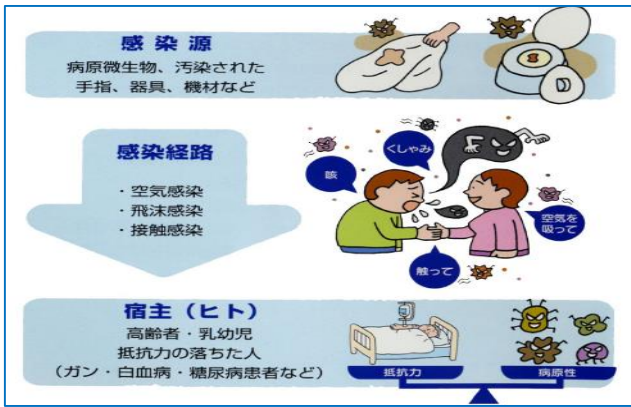 感染源
病原微生物、汚染された
手指、器具、機材など
感染経路
・空気感染
・飛沫感染
・接触感染
くしゃみ
咳
空気を
吸って
触って
宿主（ヒト）
高齢者・乳幼児
抵抗力の落ちた人
（ガン・白血病・糖尿病患者など）
抵抗力
病原性